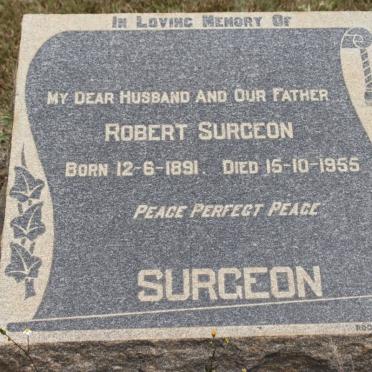 IN LOVING MEMORY OF
MY DEAR HUSBAND AND OUR FATHER
ROBERT SURGEON
BORN 12-6-1891. DIED 15-10-1955
PEACE PERFECT PEACE
SURGEON